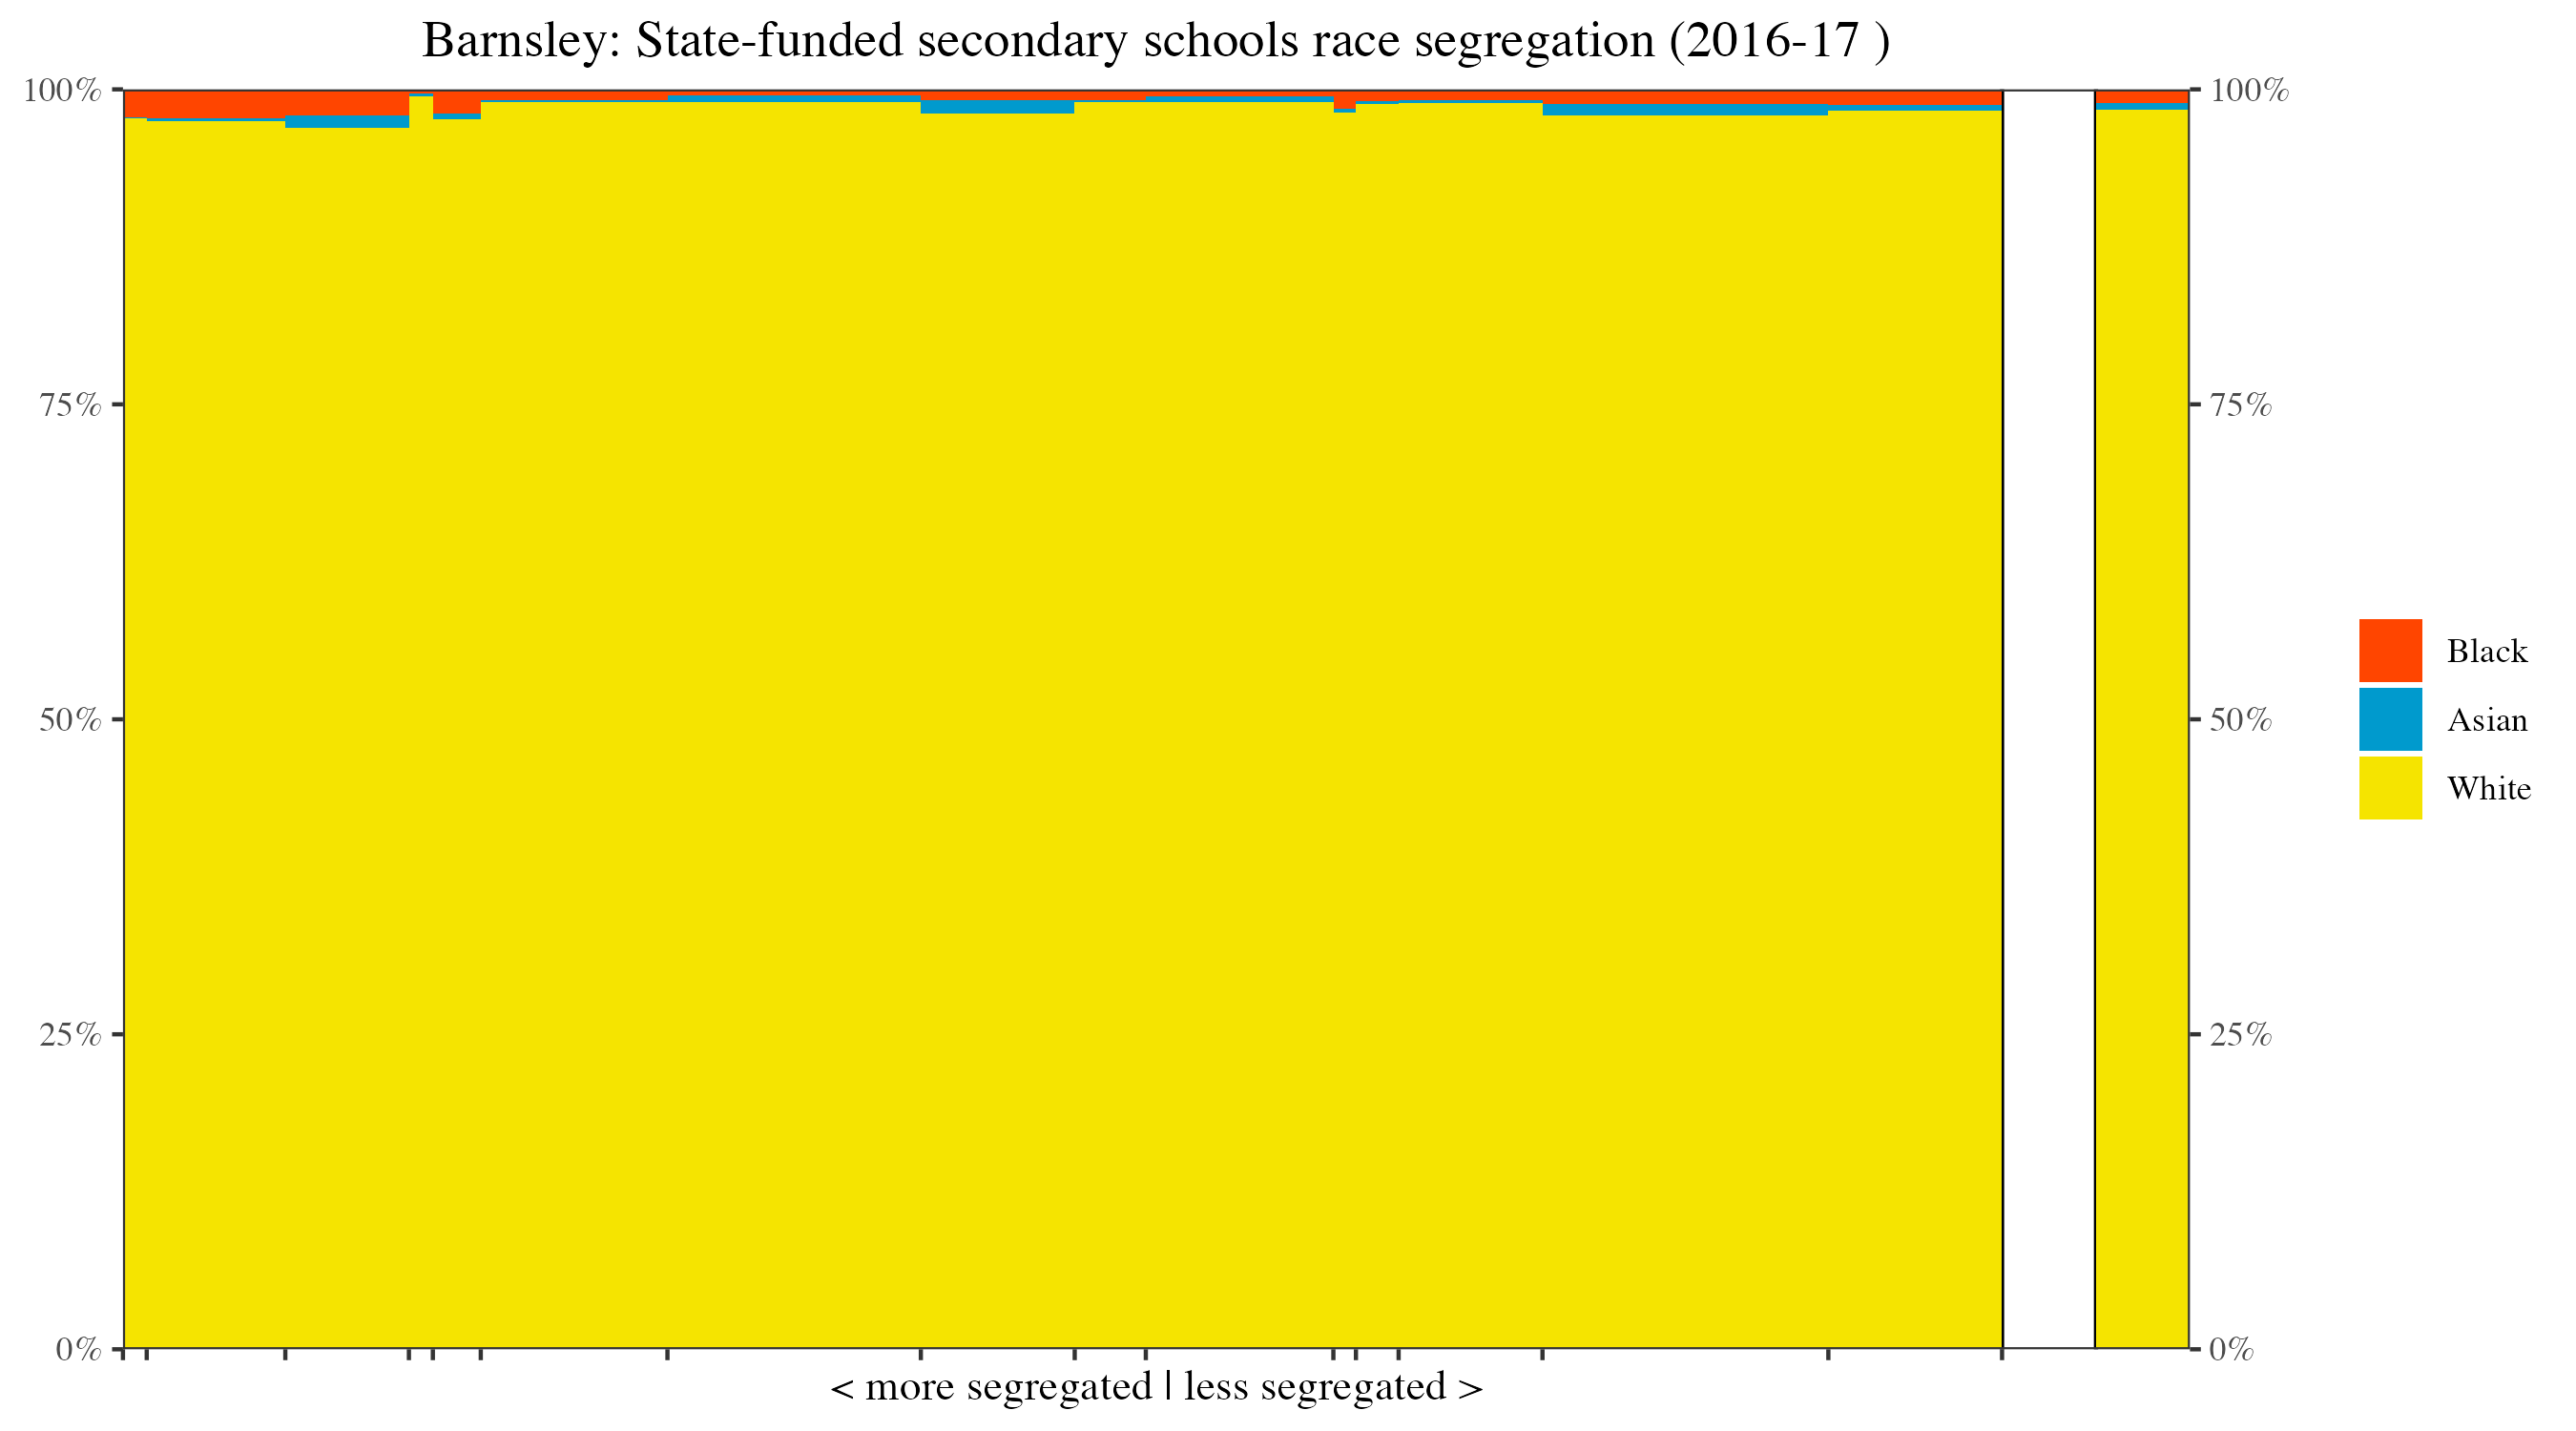 Barnsley: State-funded secondary schools race segregation (2016-17 )
100%
75%
50%
25%
0%
100%
75%
50%
25%
0%
Black
Asian
White
< more segregated | less segregated >